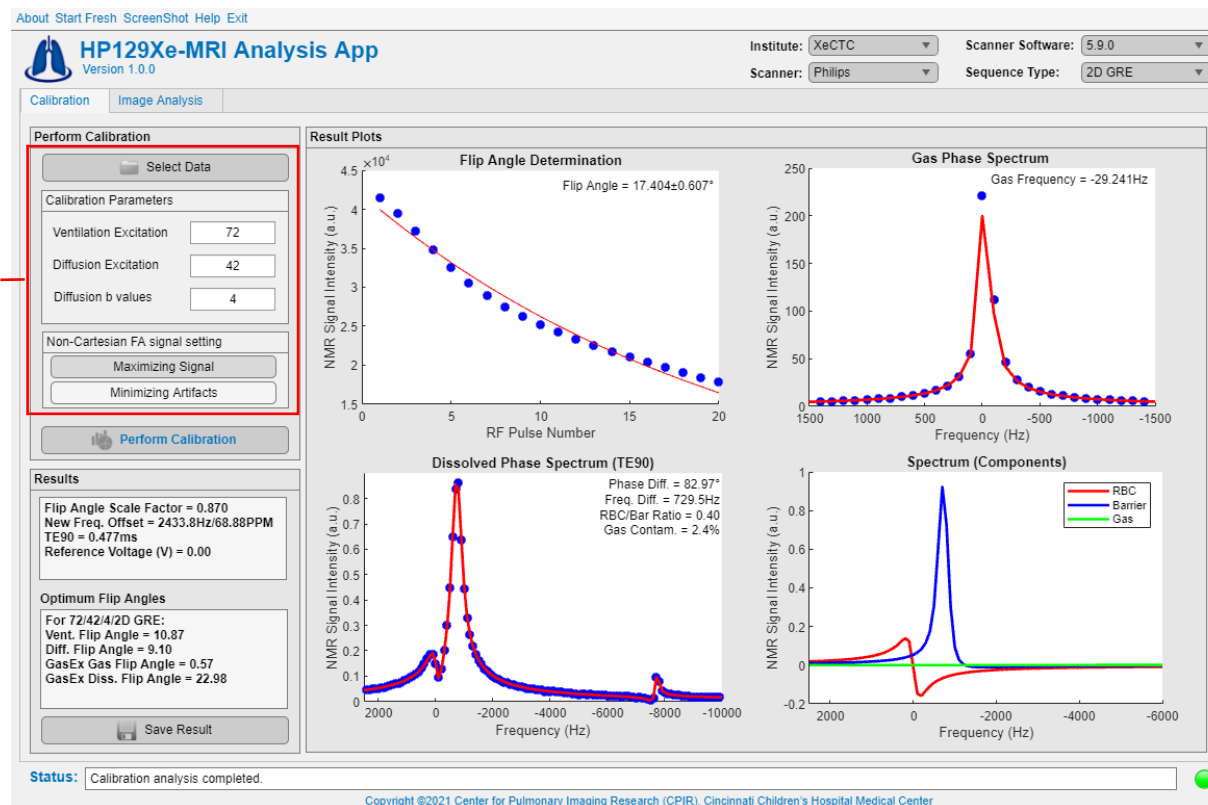 About Start Fresh ScreenShot Help Exit
HP129Xe-MRI Analysis App
Version 1.0.0
Institute: XeCTC
Scanner Software: 5.9.0
Scanner: Philips
Sequence Type: 2D GRE
Calibration
Image Analysis
Perform Calibration
Select Data
Calibration Parameters
Ventilation Excitation 72
Diffusion Excitation 42
Diffusion b values 4
Non-Cartesian FA signal setting
Maximizing Signal
Minimizing Artifacts
Perform Calibration
Results
Flip Angle Scale Factor = 0.870
New Freq. Offset = 2433.8Hz/68.88PPM
TE90 = 0.477ms
Reference Voltage (V) = 0.00
Optimum Flip Angles
For 72/42/4/2D GRE:
Vent. Flip Angle = 10.87
Diff. Flip Angle = 9.10
GasEx Gas Flip Angle = 0.57
GasEx Diss. Flip Angle = 22.98
Save Result
Result Plots
Flip Angle Determination
×10⁴
Flip Angle = 17.404±0.607°
NMR Signal Intensity (a.u.)
4.5
4
3.5
3
2.5
2
1.5
0 5 10 15 20
RF Pulse Number
Gas Phase Spectrum
Gas Frequency = -29.241Hz
NMR Signal Intensity (a.u.)
250
200
150
100
50
0
1500 1000 500 0 -500 -1000 -1500
Frequency (Hz)
Dissolved Phase Spectrum (TE90)
Phase Diff. = 82.97°
Freq. Diff. = 729.5Hz
RBC/Bar Ratio = 0.40
Gas Contam. = 2.4%
NMR Signal Intensity (a.u.)
0.8
0.7
0.6
0.5
0.4
0.3
0.2
0.1
0
2000 0 -2000 -4000 -6000 -8000 -10000
Frequency (Hz)
Spectrum (Components)
RBC
Barrier
Gas
NMR Signal Intensity (a.u.)
1
0.8
0.6
0.4
0.2
0
-0.2
2000 0 -2000 -4000 -6000
Frequency (Hz)
Status: Calibration analysis completed.
Copyright ©2021 Center for Pulmonary Imaging Research (CPIR), Cincinnati Children's Hospital Medical Center